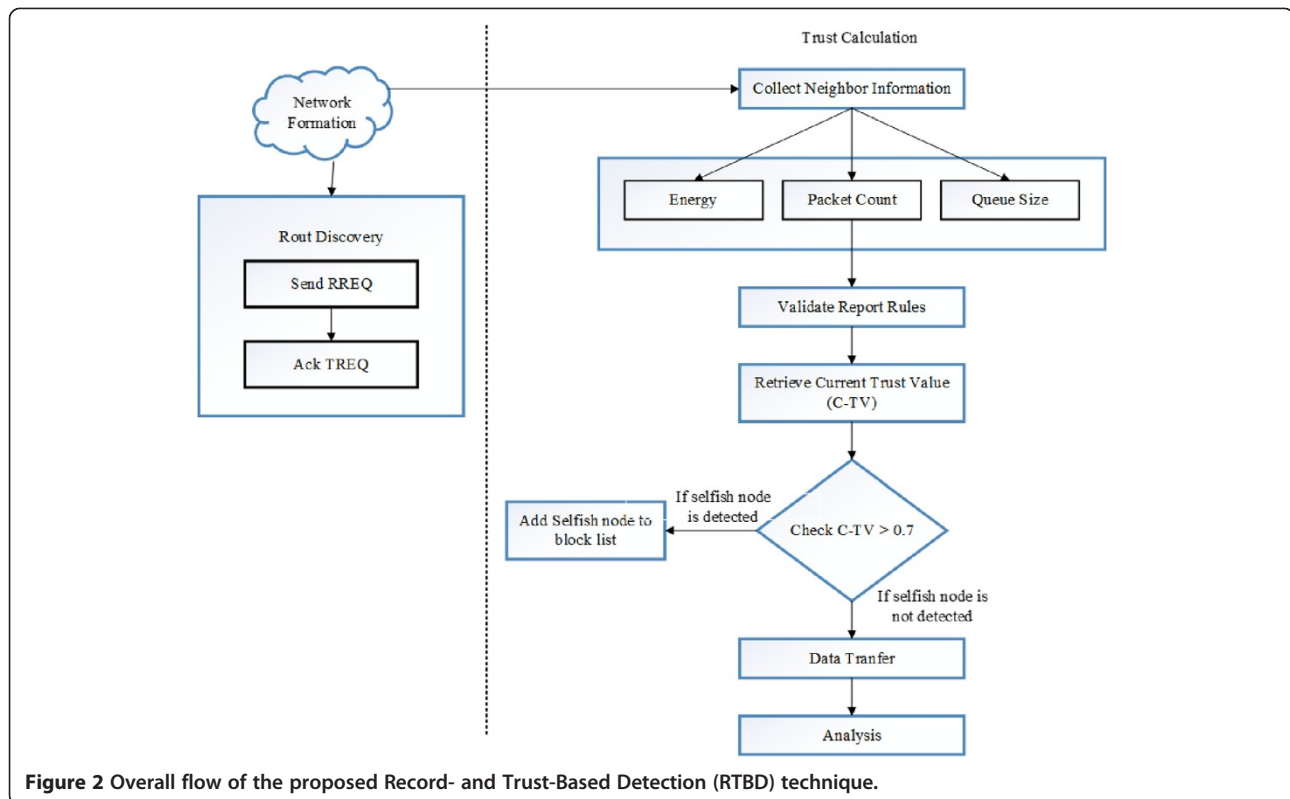 Network
Formation
Rout Discovery
Send RREQ
Ack TREQ
Trust Calculation
Collect Neighbor Information
Energy
Packet Count
Queue Size
Validate Report Rules
Retrieve Current Trust Value
(C-TV)
Check C-TV > 0.7
If selfish node
is detected
Add Selfish node to
block list
If selfish node is
not detected
Data Tranfer
Analysis
Figure 2 Overall flow of the proposed Record- and Trust-Based Detection (RTBD) technique.